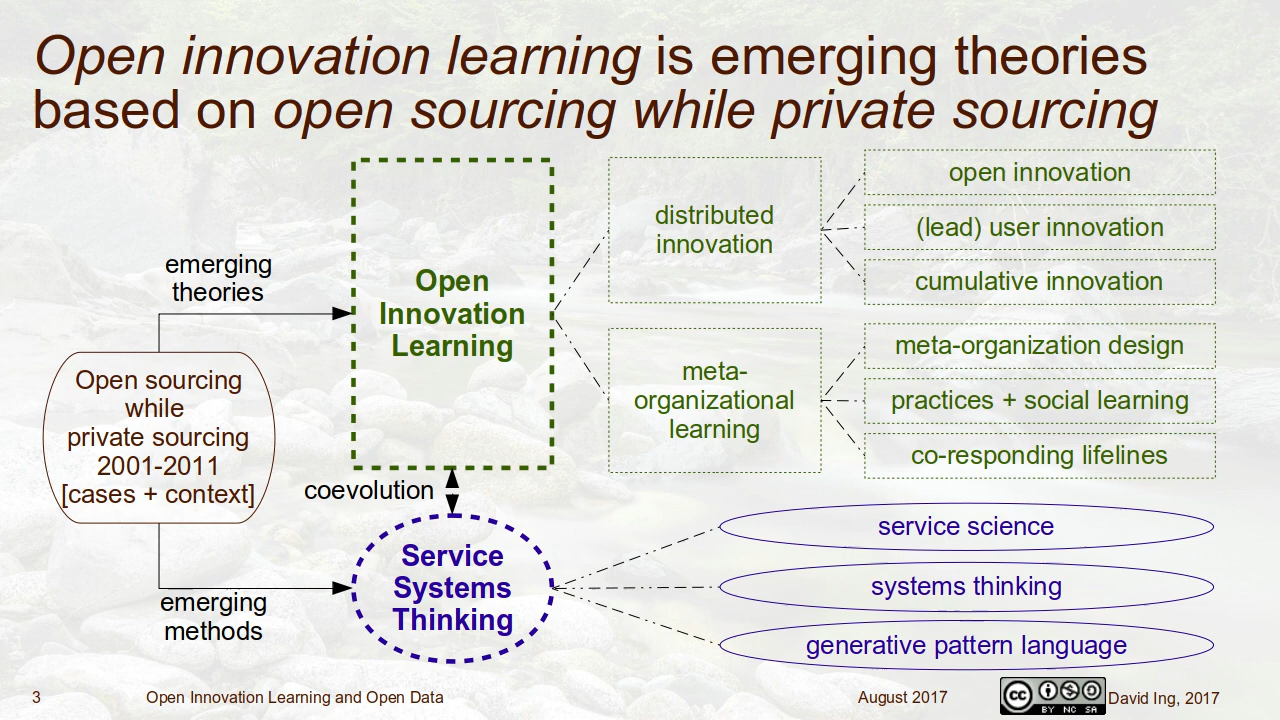 Open innovation learning is emerging theories
based on open sourcing while private sourcing
emerging
theories
Open sourcing
while
private sourcing
2001-2011
[cases + context]
emerging
methods
Open
Innovation
Learning
coevolution
Service
Systems
Thinking
distributed
innovation
open innovation
(lead) user innovation
cumulative innovation
meta-
organizational
learning
meta-organization design
practices + social learning
co-responding lifelines
service science
systems thinking
generative pattern language
3
Open Innovation Learning and Open Data
August 2017
cc
BY NC SA
David Ing, 2017